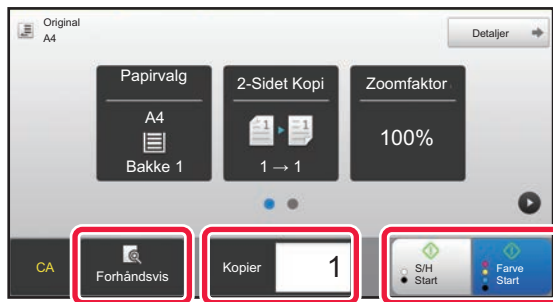 Original
A4
Detaljer
Papirvalg
A4
Bakke 1
2-Sidet Kopi
1 → 1
Zoomfaktor
100%
CA
Forhåndsvis
Kopier
1
S/H
Start
Farve
Start